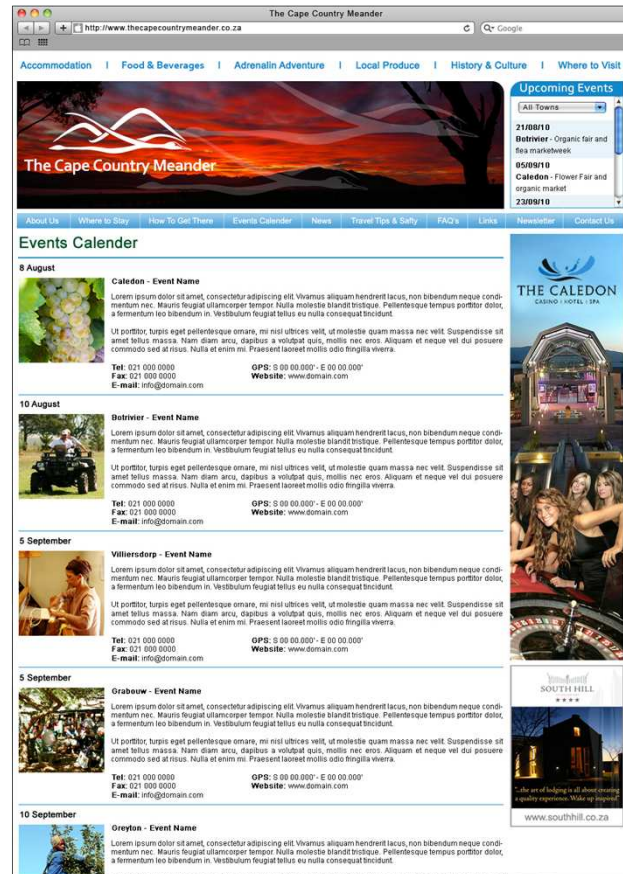 The Cape Country Meander
http://www.thecapecountrymeander.co.za
Google
Accommodation | Food & Beverages | Adrenalin Adventure | Local Produce | History & Culture | Where to Visit
The Cape Country Meander
Upcoming Events
All Towns
21/08/10
Botrivier - Organic fair and
flea marketweek
05/09/10
Caledon - Flower Fair and
organic market
23/09/10
About Us Where to Stay How To Get There Events Calender News Travel Tips & Safty FAQ's Links Newsletter Contact Us
Events Calender
8 August
Caledon - Event Name
Lorem ipsum dolor sit amet, consectetur adipiscing elit. Vivamus aliquam hendrerit lacus, non bibendum neque condi-
mentum nec. Mauris feugiat ullamcorper tempor. Nulla molestie blandit tristique. Pellentesque tempus porttitor dolor,
a fermentum leo bibendum in. Vestibulum feugiat tellus eu nulla consequat tincidunt.
Ut porttitor, turpis eget pellentesque ornare, mi nisl ultrices velit, ut molestie quam massa nec velit. Suspendisse sit
amet tellus massa. Nam diam arcu, dapibus a volutpat quis, mollis nec eros. Aliquam et neque vel dui posuere
commodo sed at risus. Nulla et enim mi. Praesent laoreet mollis odio fringilla viverra.
Tel: 021 000 0000 GPS: S 00 00.000' - E 00 00.000'
Fax: 021 000 0000 Website: www.domain.com
E-mail: info@domain.com
10 August
Botrivier - Event Name
Lorem ipsum dolor sit amet, consectetur adipiscing elit. Vivamus aliquam hendrerit lacus, non bibendum neque condi-
mentum nec. Mauris feugiat ullamcorper tempor. Nulla molestie blandit tristique. Pellentesque tempus porttitor dolor,
a fermentum leo bibendum in. Vestibulum feugiat tellus eu nulla consequat tincidunt.
Ut porttitor, turpis eget pellentesque ornare, mi nisl ultrices velit, ut molestie quam massa nec velit. Suspendisse sit
amet tellus massa. Nam diam arcu, dapibus a volutpat quis, mollis nec eros. Aliquam et neque vel dui posuere
commodo sed at risus. Nulla et enim mi. Praesent laoreet mollis odio fringilla viverra.
Tel: 021 000 0000 GPS: S 00 00.000' - E 00 00.000'
Fax: 021 000 0000 Website: www.domain.com
E-mail: info@domain.com
5 September
Villiersdorp - Event Name
Lorem ipsum dolor sit amet, consectetur adipiscing elit. Vivamus aliquam hendrerit lacus, non bibendum neque condi-
mentum nec. Mauris feugiat ullamcorper tempor. Nulla molestie blandit tristique. Pellentesque tempus porttitor dolor,
a fermentum leo bibendum in. Vestibulum feugiat tellus eu nulla consequat tincidunt.
Ut porttitor, turpis eget pellentesque ornare, mi nisl ultrices velit, ut molestie quam massa nec velit. Suspendisse sit
amet tellus massa. Nam diam arcu, dapibus a volutpat quis, mollis nec eros. Aliquam et neque vel dui posuere
commodo sed at risus. Nulla et enim mi. Praesent laoreet mollis odio fringilla viverra.
Tel: 021 000 0000 GPS: S 00 00.000' - E 00 00.000'
Fax: 021 000 0000 Website: www.domain.com
E-mail: info@domain.com
5 September
Grabouw - Event Name
Lorem ipsum dolor sit amet, consectetur adipiscing elit. Vivamus aliquam hendrerit lacus, non bibendum neque condi-
mentum nec. Mauris feugiat ullamcorper tempor. Nulla molestie blandit tristique. Pellentesque tempus porttitor dolor,
a fermentum leo bibendum in. Vestibulum feugiat tellus eu nulla consequat tincidunt.
Ut porttitor, turpis eget pellentesque ornare, mi nisl ultrices velit, ut molestie quam massa nec velit. Suspendisse sit
amet tellus massa. Nam diam arcu, dapibus a volutpat quis, mollis nec eros. Aliquam et neque vel dui posuere
commodo sed at risus. Nulla et enim mi. Praesent laoreet mollis odio fringilla viverra.
Tel: 021 000 0000 GPS: S 00 00.000' - E 00 00.000'
Fax: 021 000 0000 Website: www.domain.com
E-mail: info@domain.com
10 September
Greyton - Event Name
Lorem ipsum dolor sit amet, consectetur adipiscing elit. Vivamus aliquam hendrerit lacus, non bibendum neque condi-
mentum nec. Mauris feugiat ullamcorper tempor. Nulla molestie blandit tristique. Pellentesque tempus porttitor dolor,
a fermentum leo bibendum in. Vestibulum feugiat tellus eu nulla consequat tincidunt.
THE CALEDON
CASINO | HOTEL | SPA
SOUTH HILL
"..the art of lodging is all about creating
a quality experience. Wake up inspired"
www.southhill.co.za